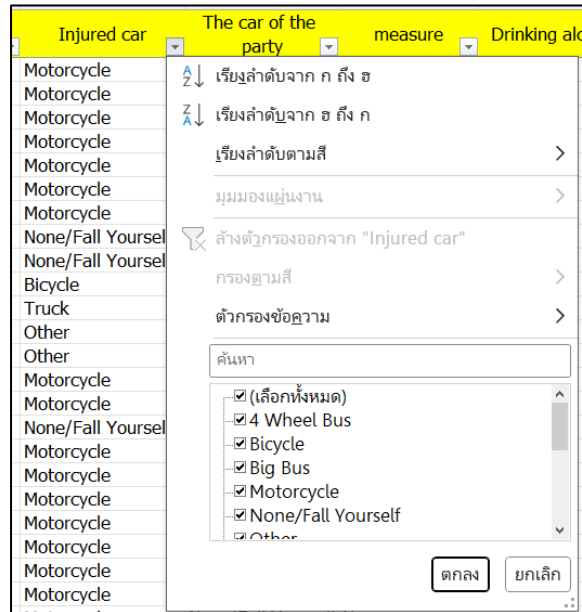 Injured car
The car of the
party
measure
Drinking alc
Motorcycle
Motorcycle
Motorcycle
Motorcycle
Motorcycle
Motorcycle
Motorcycle
None/Fall Yoursel
None/Fall Yoursel
Bicycle
Truck
Other
Other
Motorcycle
Motorcycle
None/Fall Yoursel
Motorcycle
Motorcycle
Motorcycle
Motorcycle
Motorcycle
Motorcycle
Motorcycle
เรียงลำดับจาก ก ถึง ฮ
เรียงลำดับจาก ฮ ถึง ก
เรียงลำดับตามสี
มุมมองแผ่นงาน
ล้างตัวกรองออกจาก "Injured car"
กรองตามสี
ตัวกรองข้อความ
ค้นหา
(เลือกทั้งหมด)
4 Wheel Bus
Bicycle
Big Bus
Motorcycle
None/Fall Yourself
Other
ตกลง
ยกเลิก